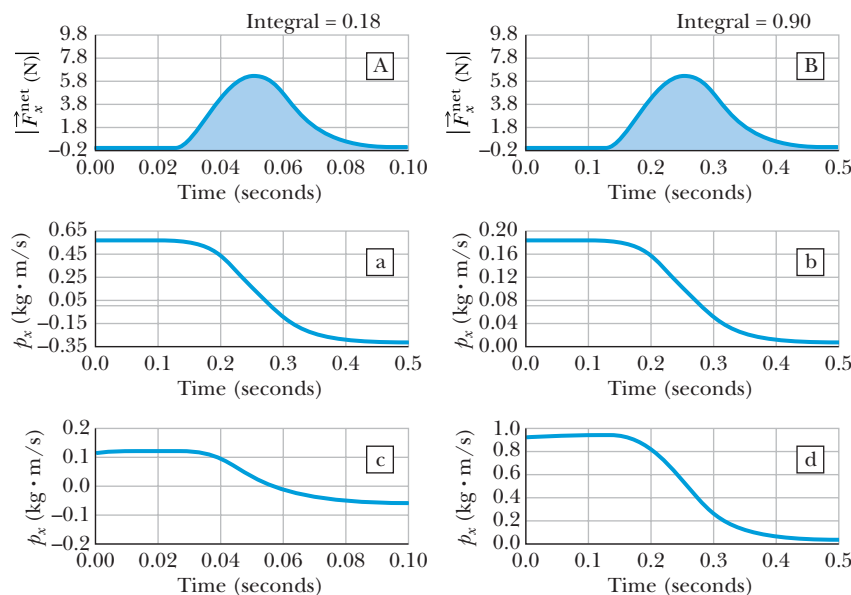 Integral = 0.18
|F⃗ₓⁿᵉᵗ (N)|
9.8
7.8
5.8
3.8
1.8
–0.2
A
0.00 0.02 0.04 0.06 0.08 0.10
Time (seconds)
Integral = 0.90
|F⃗ₓⁿᵉᵗ (N)|
9.8
7.8
5.8
3.8
1.8
–0.2
B
0.0 0.1 0.2 0.3 0.4 0.5
Time (seconds)
pₓ (kg • m/s)
0.65
0.45
0.25
0.05
–0.15
–0.35
a
0.0 0.1 0.2 0.3 0.4 0.5
Time (seconds)
pₓ (kg • m/s)
0.20
0.16
0.12
0.08
0.04
0.00
b
0.0 0.1 0.2 0.3 0.4 0.5
Time (seconds)
pₓ (kg • m/s)
0.2
0.1
0.0
–0.1
–0.2
c
0.00 0.02 0.04 0.06 0.08 0.10
Time (seconds)
pₓ (kg • m/s)
1.0
0.8
0.6
0.4
0.2
0.0
d
0.0 0.1 0.2 0.3 0.4 0.5
Time (seconds)